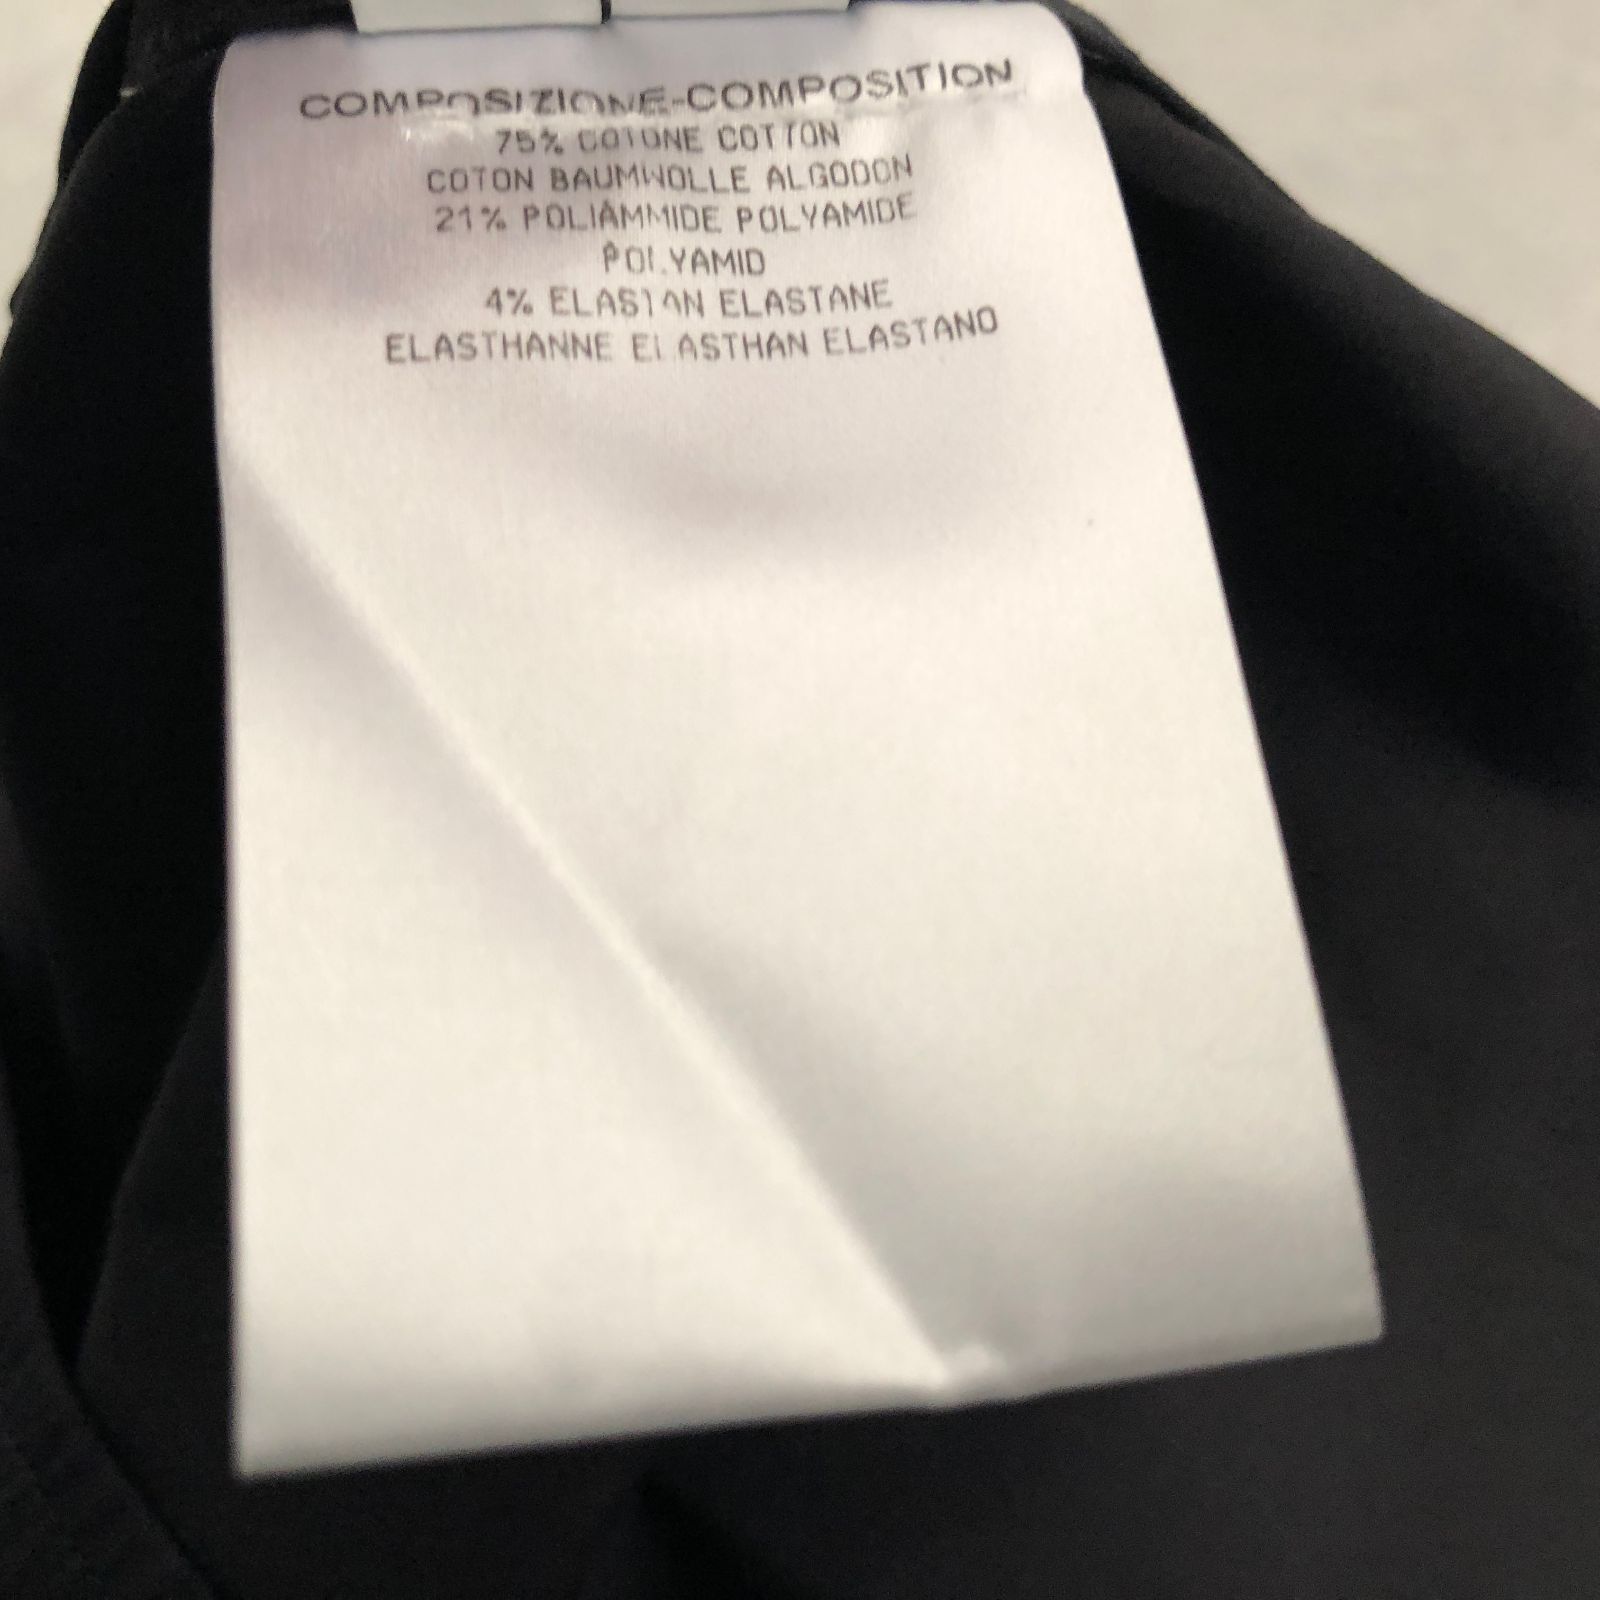 COMPOSIZIONE-COMPOSITION
75% COTONE COTTON
COTON BAUMWOLLE ALGODON
21% POLIAMMIDE POLYAMIDE
POLYAMID
4% ELASTAN ELASTANE
ELASTHANNE ELASTHAN ELASTANO